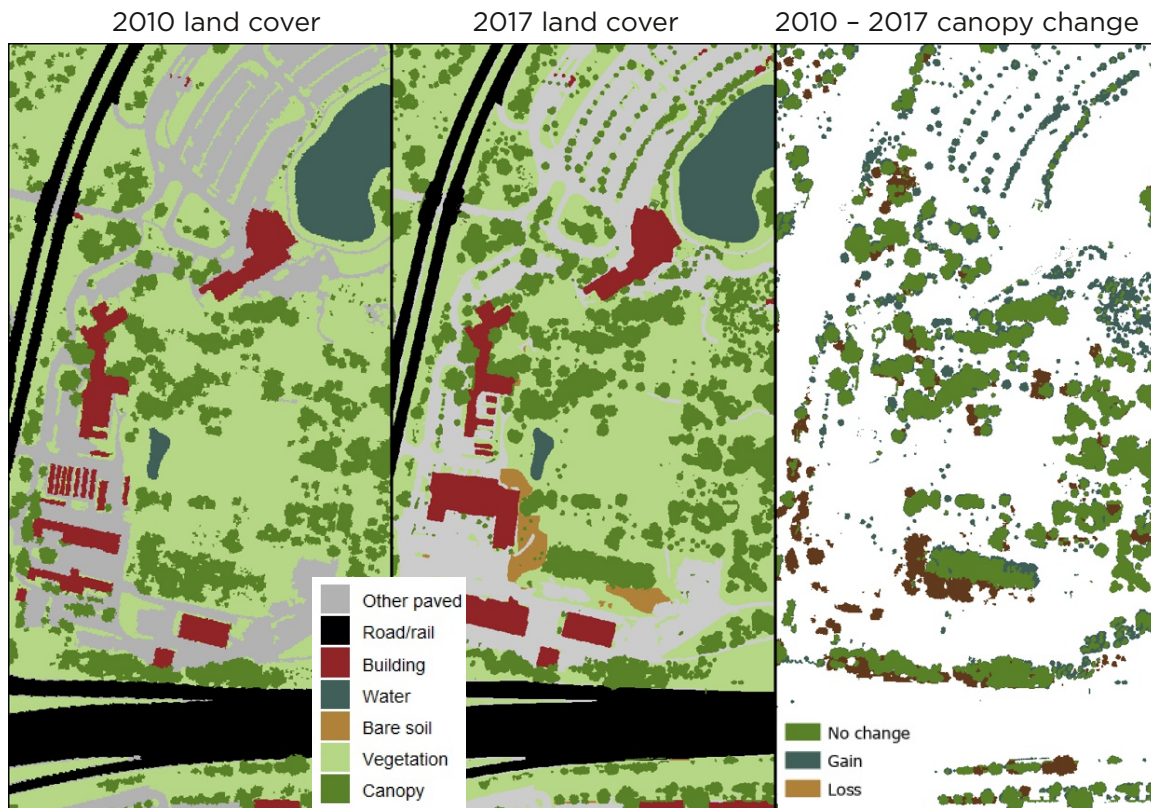 2010 land cover
2017 land cover
2010 – 2017 canopy change
Other paved
Road/rail
Building
Water
Bare soil
Vegetation
Canopy
No change
Gain
Loss